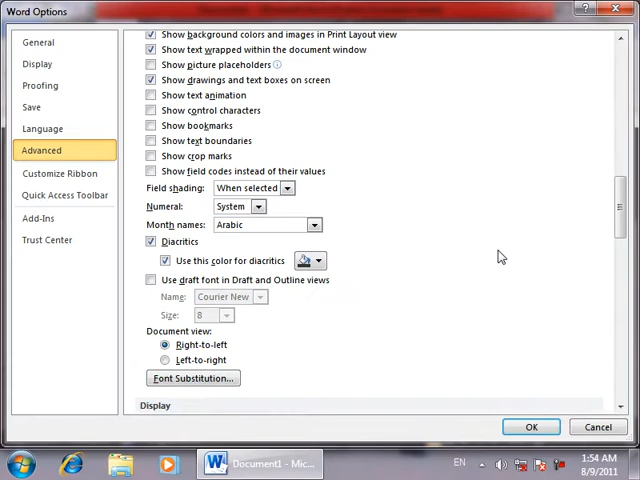 Word Options
General
Display
Proofing
Save
Language
Advanced
Customize Ribbon
Quick Access Toolbar
Add-Ins
Trust Center
Show background colors and images in Print Layout view
Show text wrapped within the document window
Show picture placeholders
Show drawings and text boxes on screen
Show text animation
Show control characters
Show bookmarks
Show text boundaries
Show crop marks
Show field codes instead of their values
Field shading: When selected
Numeral: System
Month names: Arabic
Diacritics
Use this color for diacritics
Use draft font in Draft and Outline views
Name: Courier New
Size: 8
Document view:
Right-to-left
Left-to-right
Font Substitution...
Display
OK Cancel
Document1 - Mic...
EN
1:54 AM
8/9/2011